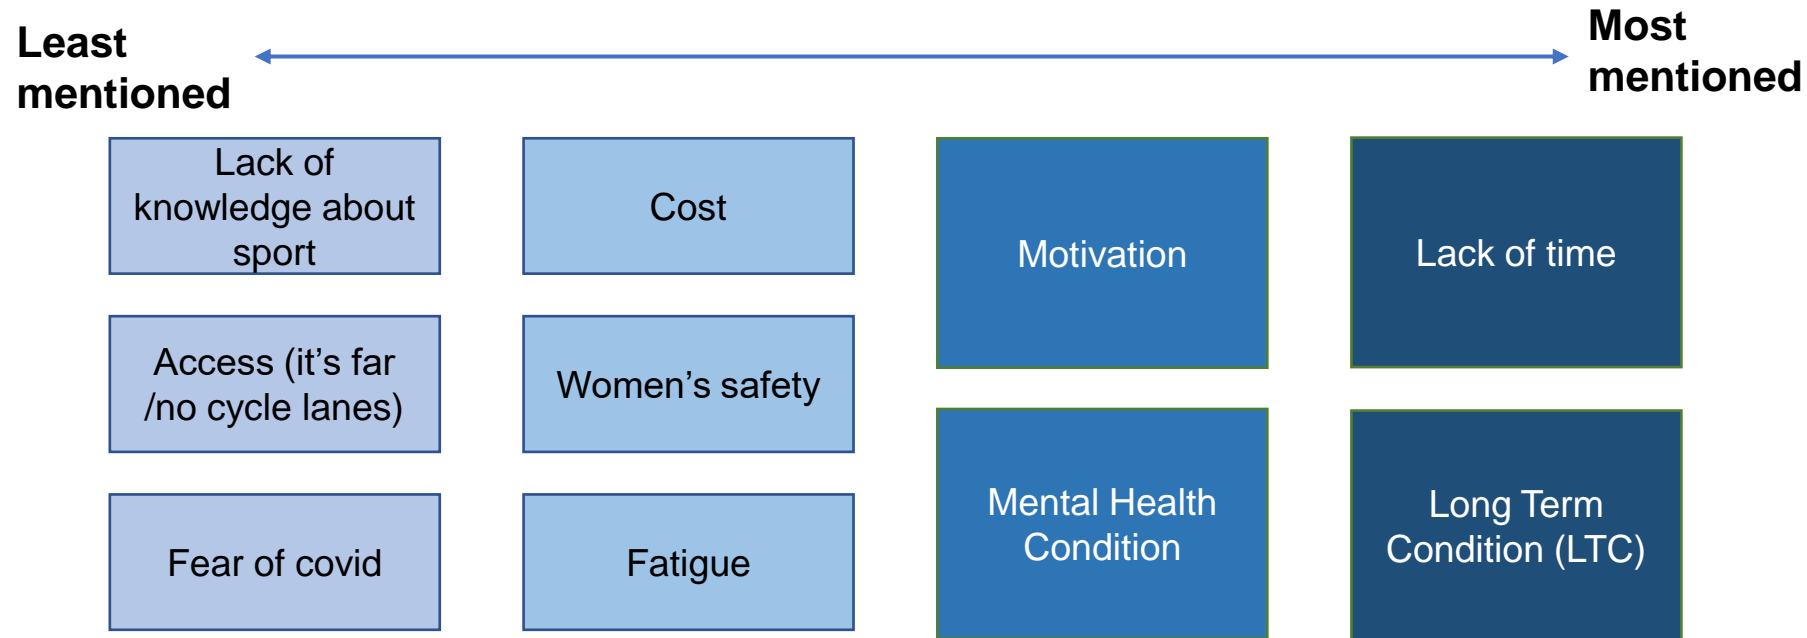 Least
mentioned
Most
mentioned
Lack of
knowledge about
sport
Cost
Motivation
Lack of time
Access (it’s far
/no cycle lanes)
Women’s safety
Mental Health
Condition
Long Term
Condition (LTC)
Fear of covid
Fatigue